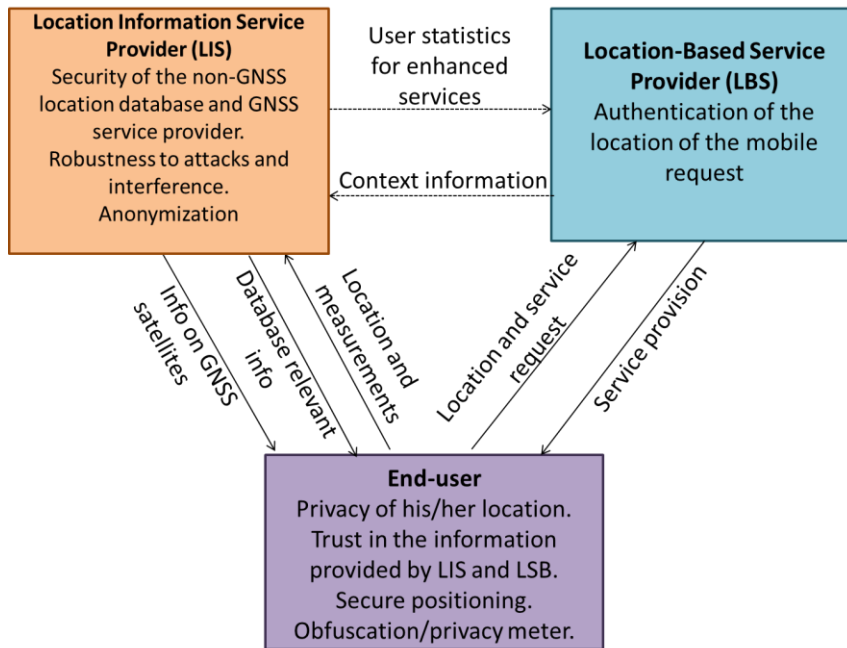 Location Information Service
Provider (LIS)
Security of the non-GNSS
location database and GNSS
service provider.
Robustness to attacks and
interference.
Anonymization
User statistics
for enhanced
services
Context information
Location-Based Service
Provider (LBS)
Authentication of the
location of the mobile
request
Info on GNSS
satellites
Database relevant
info
Location and
measurements
Location and service
request
Service provision
End-user
Privacy of his/her location.
Trust in the information
provided by LIS and LSB.
Secure positioning.
Obfuscation/privacy meter.